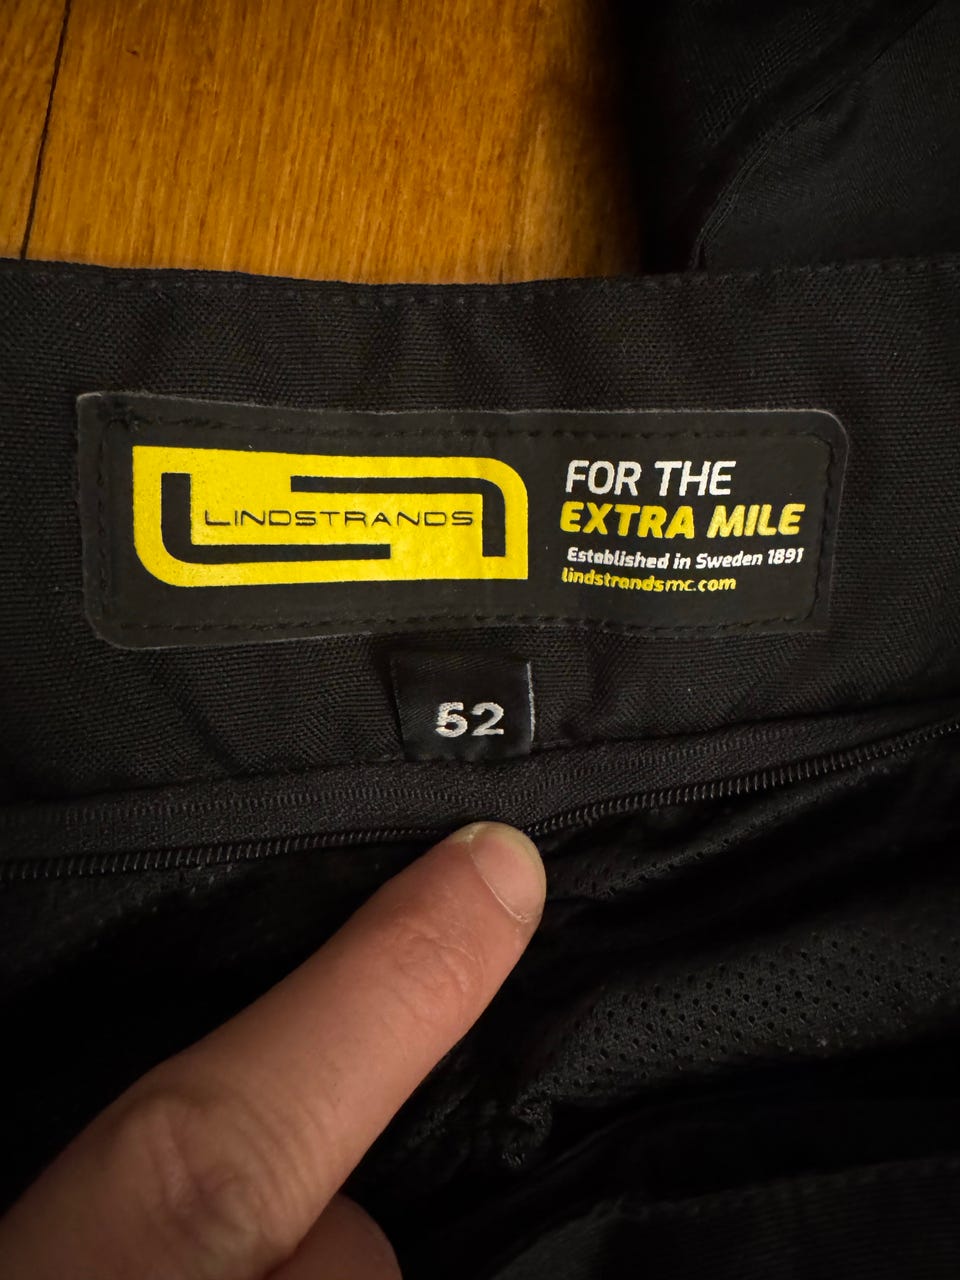 LINDSTRANDS
FOR THE
EXTRA MILE
Established in Sweden 1891
lindstrandsmc.com
52